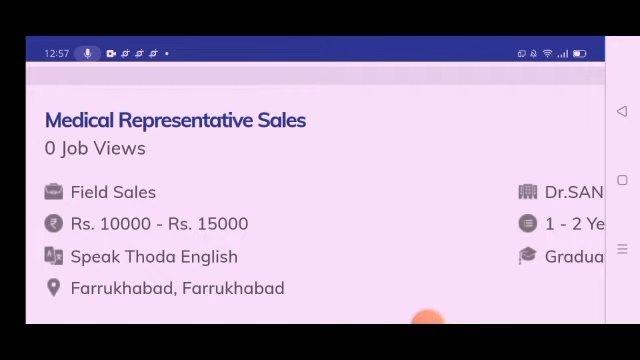 12:57
Medical Representative Sales
0 Job Views
Field Sales
Dr.SAN
Rs. 10000 - Rs. 15000
1 - 2 Ye
Speak Thoda English
Gradua
Farrukhabad, Farrukhabad